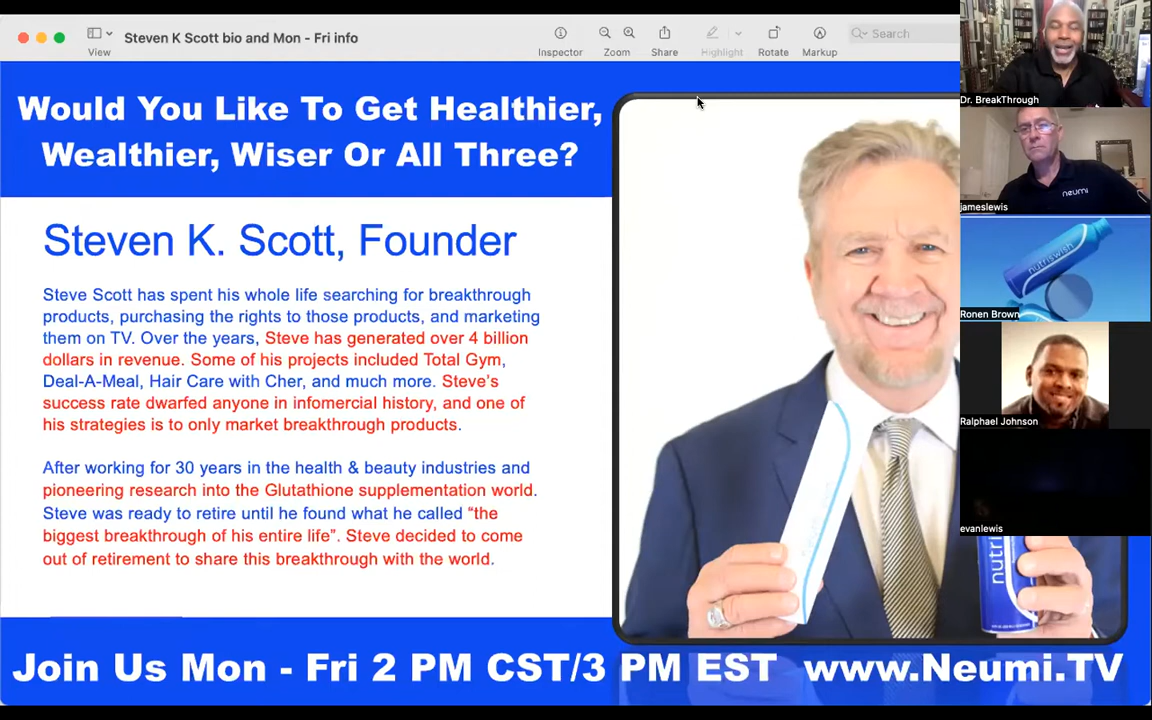 Steven K Scott bio and Mon - Fri info
View
Inspector
Zoom
Share
Highlight
Rotate
Markup
Search
Would You Like To Get Healthier,
Wealthier, Wiser Or All Three?
Steven K. Scott, Founder
Steve Scott has spent his whole life searching for breakthrough
products, purchasing the rights to those products, and marketing
them on TV. Over the years, Steve has generated over 4 billion
dollars in revenue. Some of his projects included Total Gym,
Deal-A-Meal, Hair Care with Cher, and much more. Steve's
success rate dwarfed anyone in infomercial history, and one of
his strategies is to only market breakthrough products.
After working for 30 years in the health & beauty industries and
pioneering research into the Glutathione supplementation world.
Steve was ready to retire until he found what he called “the
biggest breakthrough of his entire life”. Steve decided to come
out of retirement to share this breakthrough with the world.
Join Us Mon - Fri 2 PM CST/3 PM EST www.Neumi.TV
Dr. BreakThrough
neumi
jameslewis
nutriswish
Ronen Brown
Ralphael Johnson
evanlewis